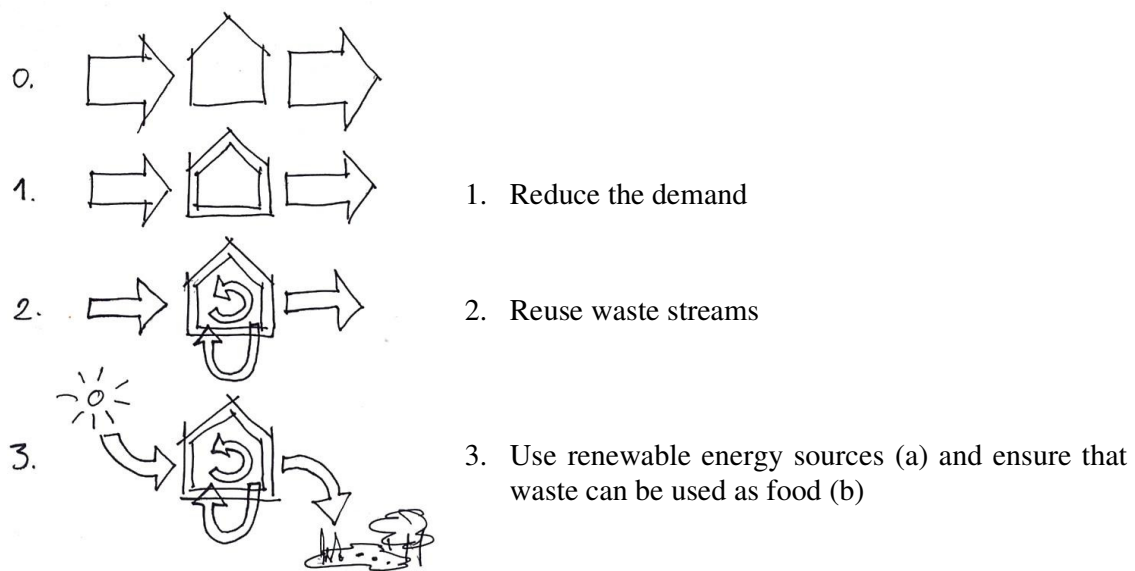 0.
1.
1. Reduce the demand
2.
2. Reuse waste streams
3.
3. Use renewable energy sources (a) and ensure that
waste can be used as food (b)